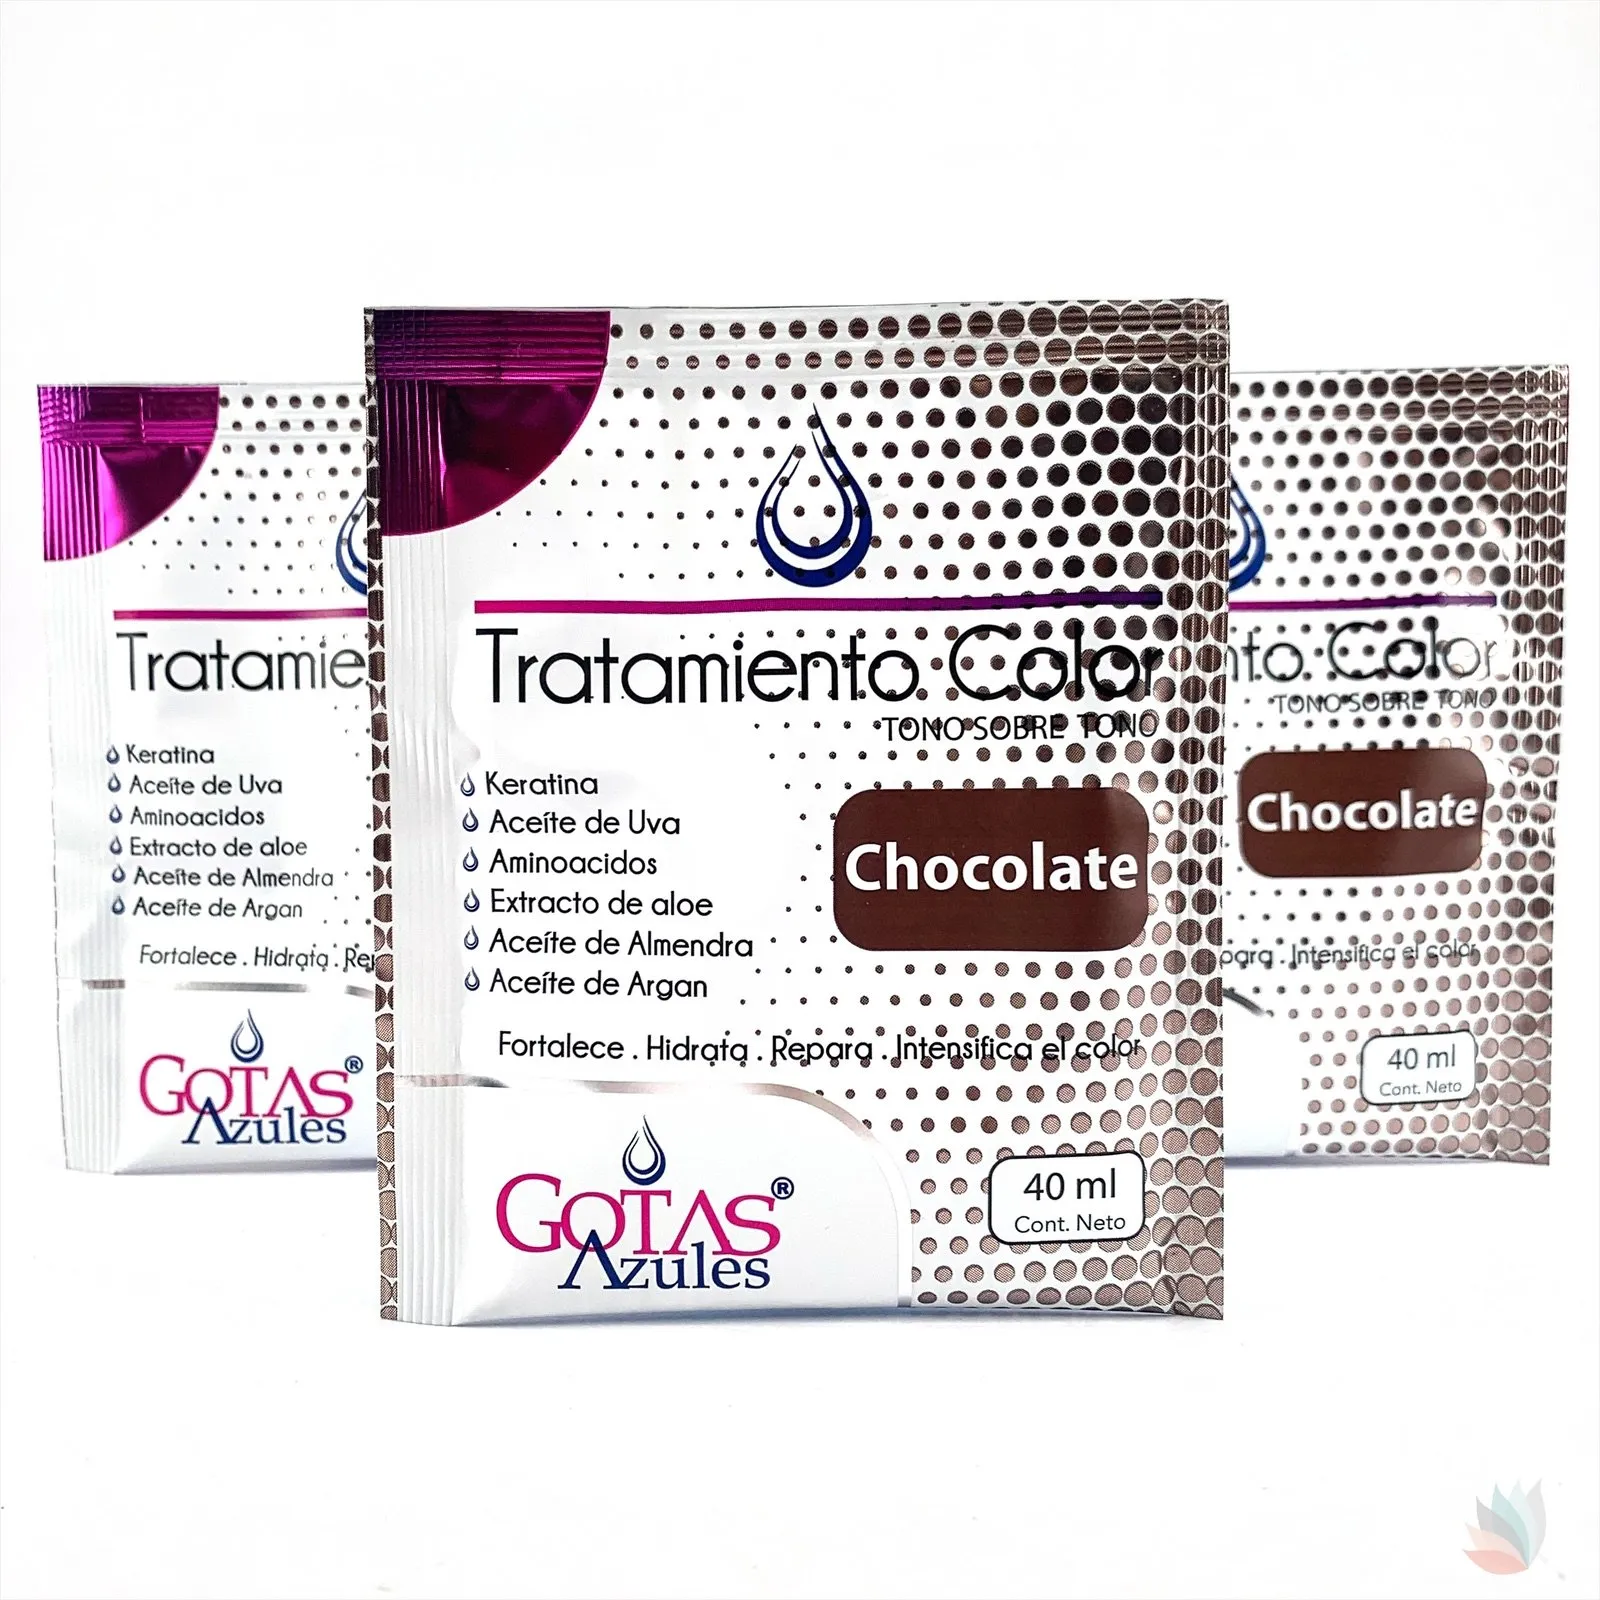 Tratamiento Color
TONO SOBRE TONO
Keratina
Aceíte de Uva
Aminoacidos
Extracto de aloe
Aceíte de Almendra
Aceíte de Argan
Chocolate
Fortalece . Hidrata . Repara . Intensifica el color
GOTAS®
Azules
40 ml
Cont. Neto
Tratamie
Keratina
Aceíte de Uva
Aminoacidos
Extracto de aloe
Aceíte de Almendra
Aceíte de Argan
Fortalece . Hidrata . Rep
GOTAS®
Azules
nto Color
TONO SOBRE TONO
Chocolate
para . Intensifica el color
40 ml
Cont. Neto